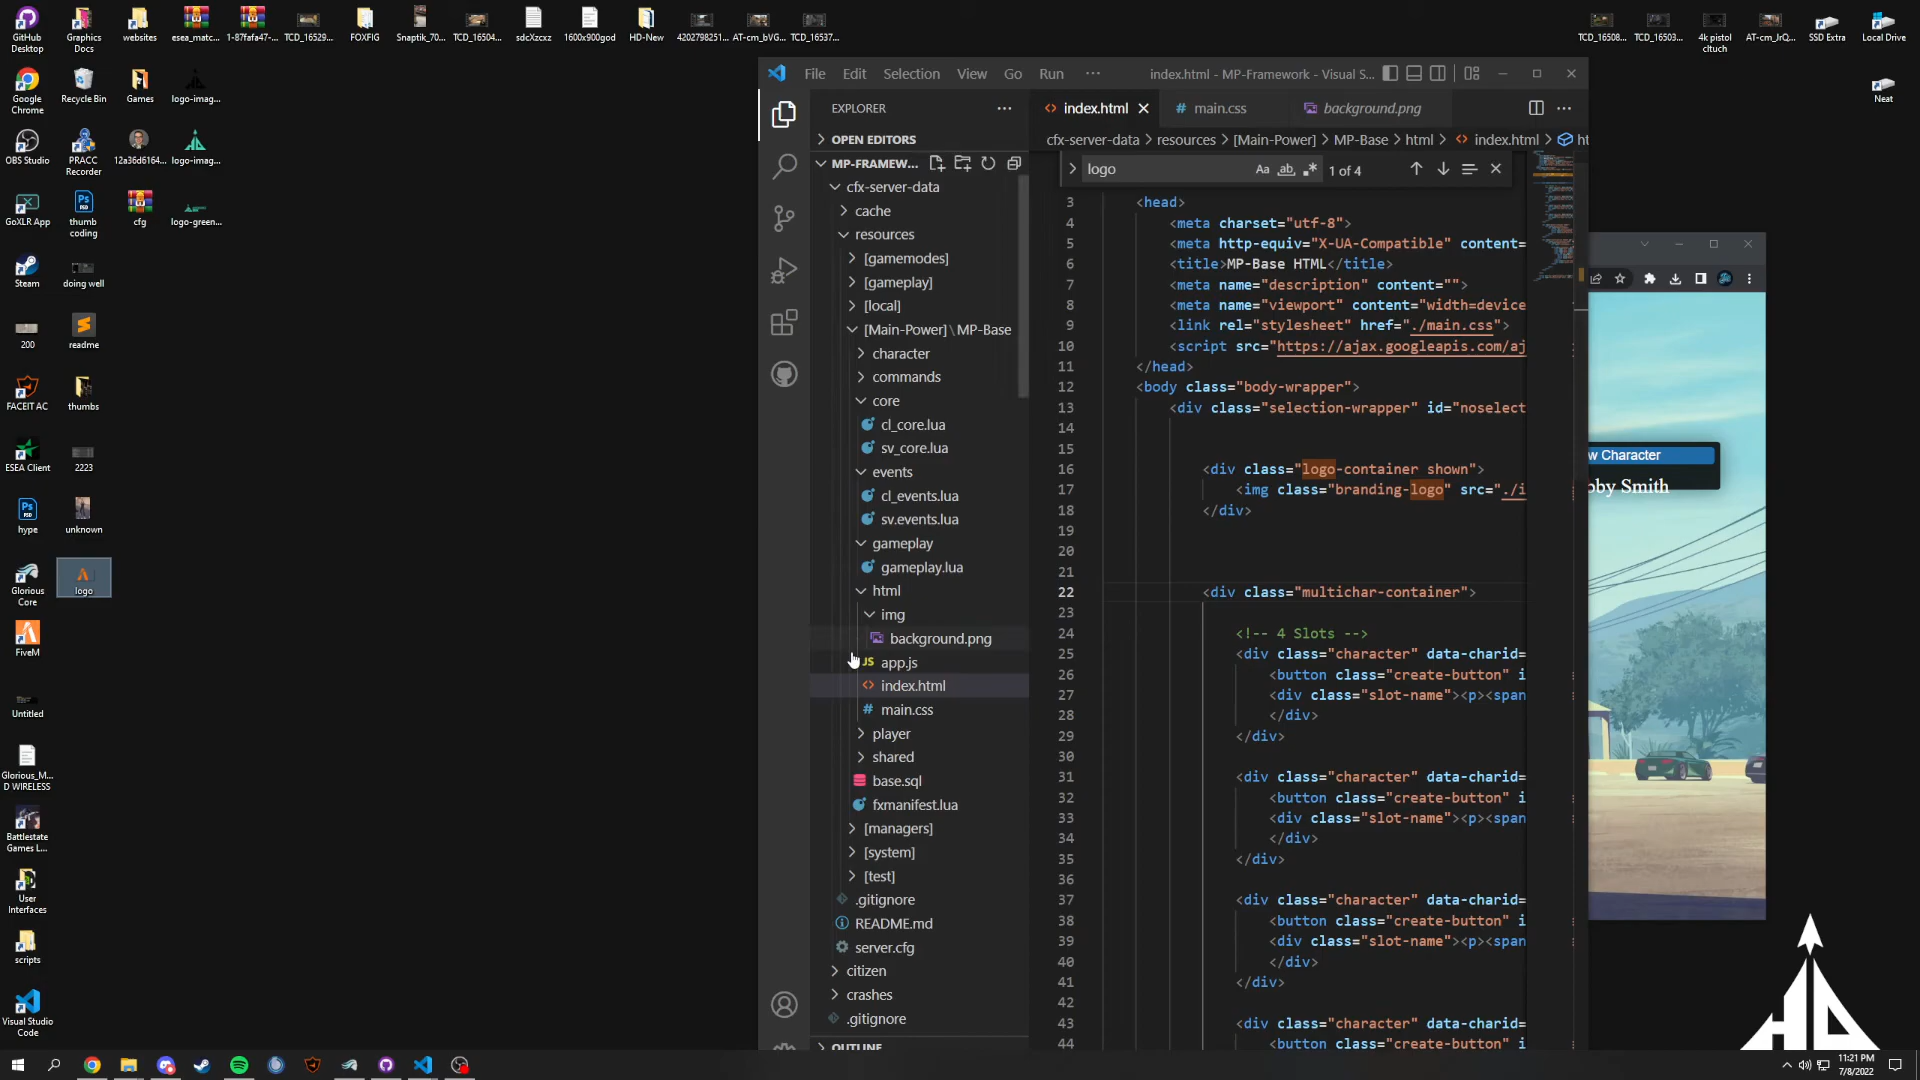 GitHub Desktop
Graphics Docs
websites
esea_matc...
1-87fafa47-...
TCD_16529...
FOXFIG
Snaptik_70...
TCD_16504...
sdcXzcxz
1600x900god
HD-New
4202798251...
AT-cm_bVG...
TCD_16537...
TCD_16508...
TCD_16503...
4k pistol cltuch
AT-cm_JrQ...
SSD Extra
Local Drive
Google Chrome
Recycle Bin
Games
logo-imag...
Neat
OBS Studio
PRACC Recorder
12a36d6164...
logo-imag...
GoXLR App
thumb coding
cfg
logo-green...
Steam
doing well
200
readme
FACEIT AC
thumbs
ESEA Client
2223
hype
unknown
Glorious Core
logo
FiveM
Untitled
Glorious_M... D WIRELESS
Battlestate Games L...
User Interfaces
scripts
Visual Studio Code
File Edit Selection View Go Run ··· index.html - MP-Framework - Visual S...
EXPLORER
OPEN EDITORS
MP-FRAMEW...
cfx-server-data
cache
resources
[gamemodes]
[gameplay]
[local]
[Main-Power]\MP-Base
character
commands
core
cl_core.lua
sv_core.lua
events
cl_events.lua
sv.events.lua
gameplay
gameplay.lua
html
img
background.png
JS app.js
<> index.html
# main.css
player
shared
base.sql
fxmanifest.lua
[managers]
[system]
[test]
.gitignore
README.md
server.cfg
citizen
crashes
.gitignore
OUTLINE
<> index.html
# main.css
background.png
cfx-server-data > resources > [Main-Power] > MP-Base > html > <> index.html > ht
logo Aa ab 1 of 4
3 <head>
4 <meta charset="utf-8">
5 <meta http-equiv="X-UA-Compatible" content=
6 <title>MP-Base HTML</title>
7 <meta name="description" content="">
8 <meta name="viewport" content="width=device
9 <link rel="stylesheet" href="./main.css">
10 <script src="https://ajax.googleapis.com/aj
11 </head>
12 <body class="body-wrapper">
13 <div class="selection-wrapper" id="noselect
14
15
16 <div class="logo-container shown">
17 <img class="branding-logo" src="./i
18 </div>
19
20
21
22 <div class="multichar-container">
23
24 <!-- 4 Slots -->
25 <div class="character" data-charid=
26 <button class="create-button" i
27 <div class="slot-name"><p><span
28 </div>
29 </div>
30
31 <div class="character" data-charid=
32 <button class="create-button" i
33 <div class="slot-name"><p><span
34 </div>
35 </div>
36
37 <div class="character" data-charid=
38 <button class="create-button" i
39 <div class="slot-name"><p><span
40 </div>
41 </div>
42
43 <div class="character" data-charid=
44 <button class="create-button" i
w Character
bby Smith
HD
11:21 PM
7/8/2022